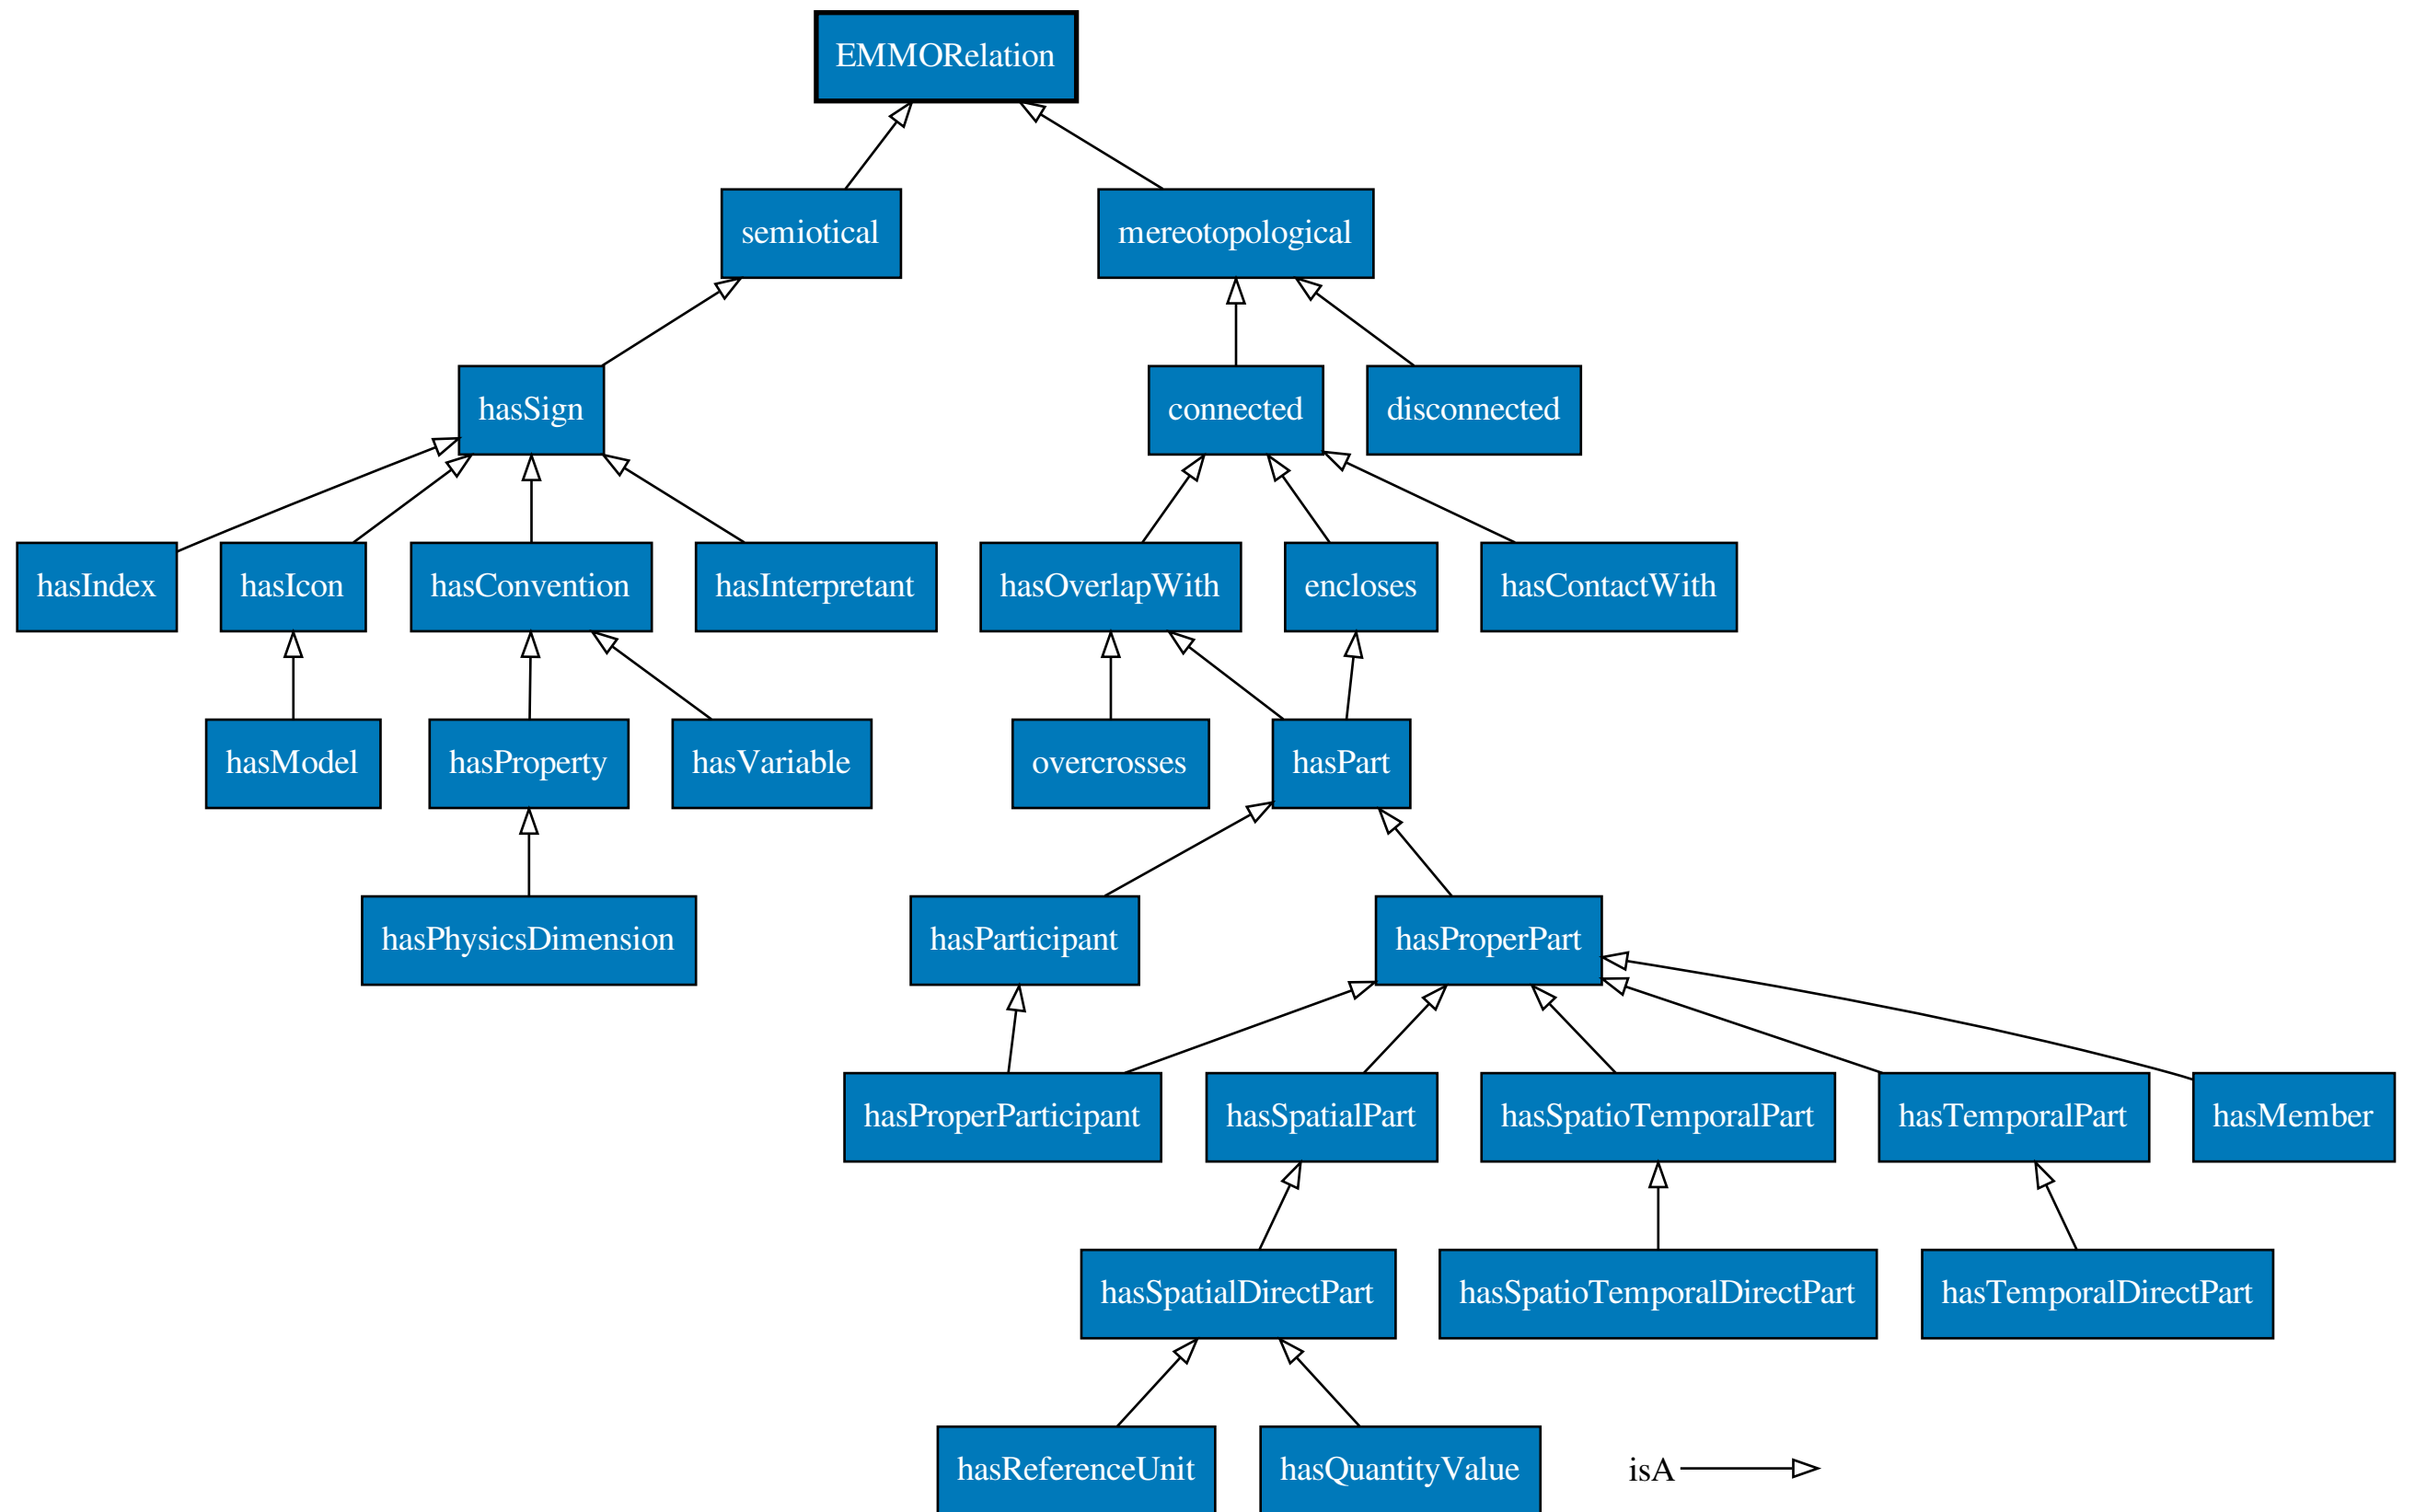 EMMORelation
semiotical
mereotopological
hasSign
connected
disconnected
hasIndex
hasIcon
hasConvention
hasInterpretant
hasOverlapWith
encloses
hasContactWith
hasModel
hasProperty
hasVariable
overcrosses
hasPart
hasPhysicsDimension
hasParticipant
hasProperPart
hasProperParticipant
hasSpatialPart
hasSpatioTemporalPart
hasTemporalPart
hasMember
hasSpatialDirectPart
hasSpatioTemporalDirectPart
hasTemporalDirectPart
hasReferenceUnit
hasQuantityValue
isA